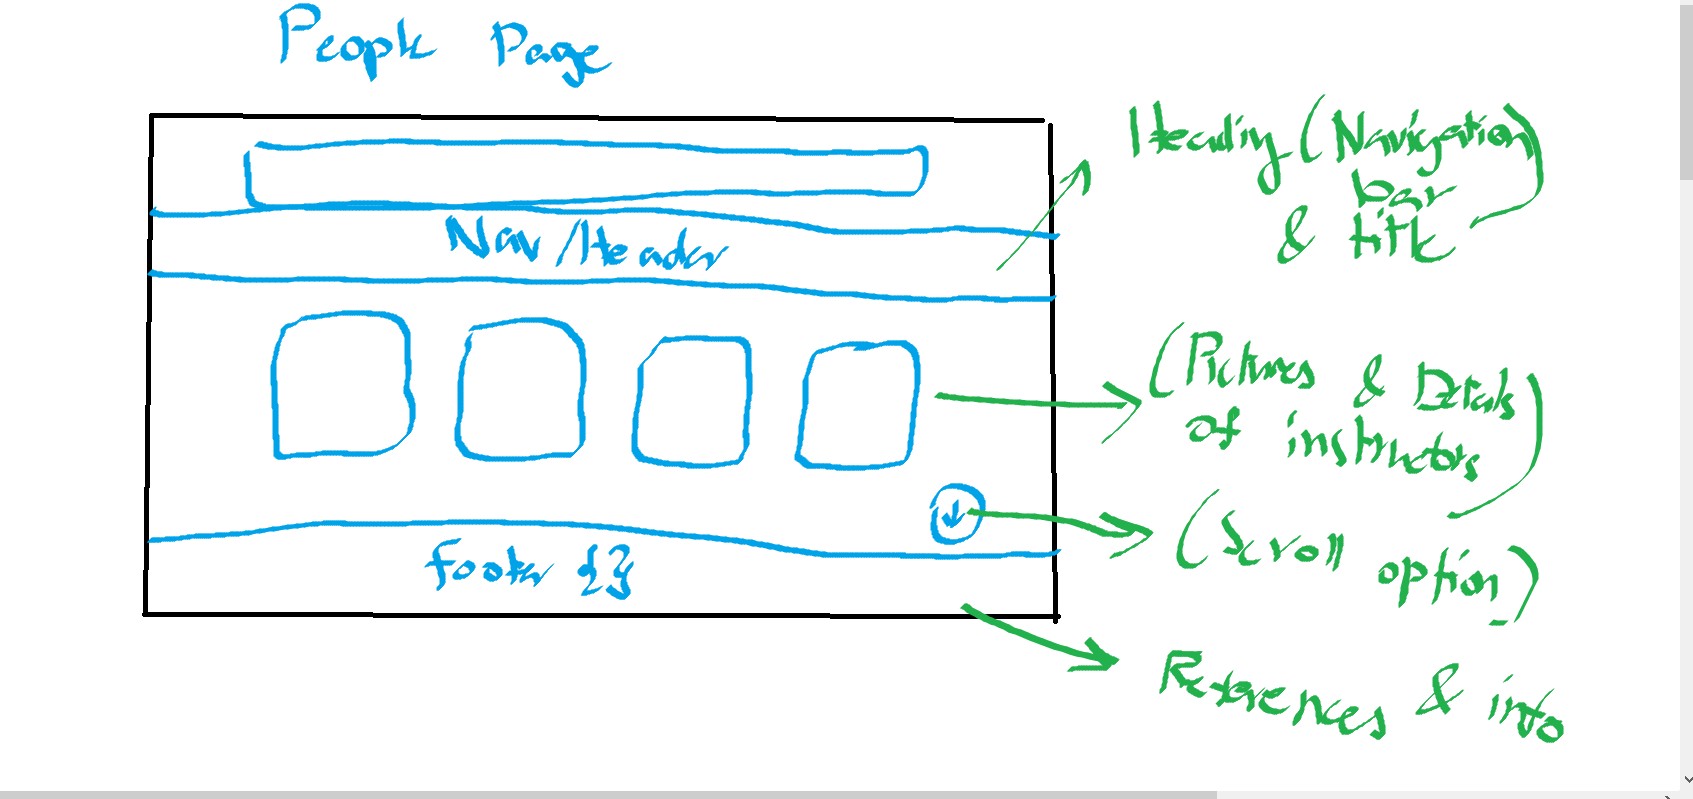 People Page
Heading (Navigation
bar
& title)
Nav/Header
(Pictures & Details
of instructors)
(Scroll
option)
footer {}
References & info